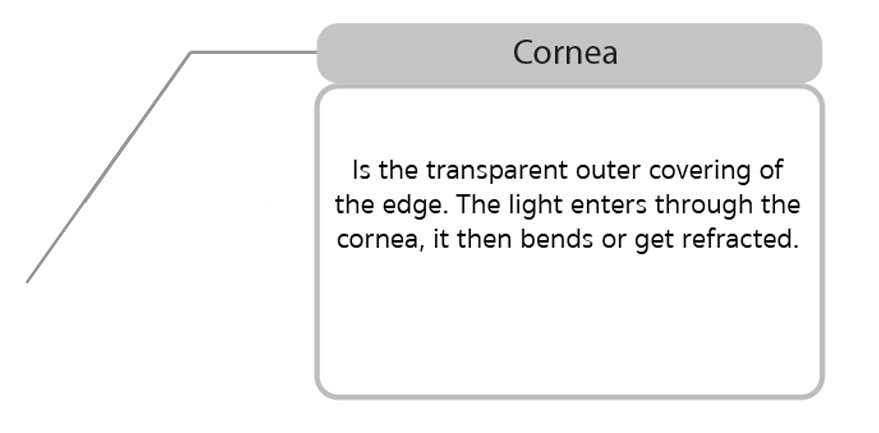 Cornea
Is the transparent outer covering of
the edge. The light enters through the
cornea, it then bends or get refracted.